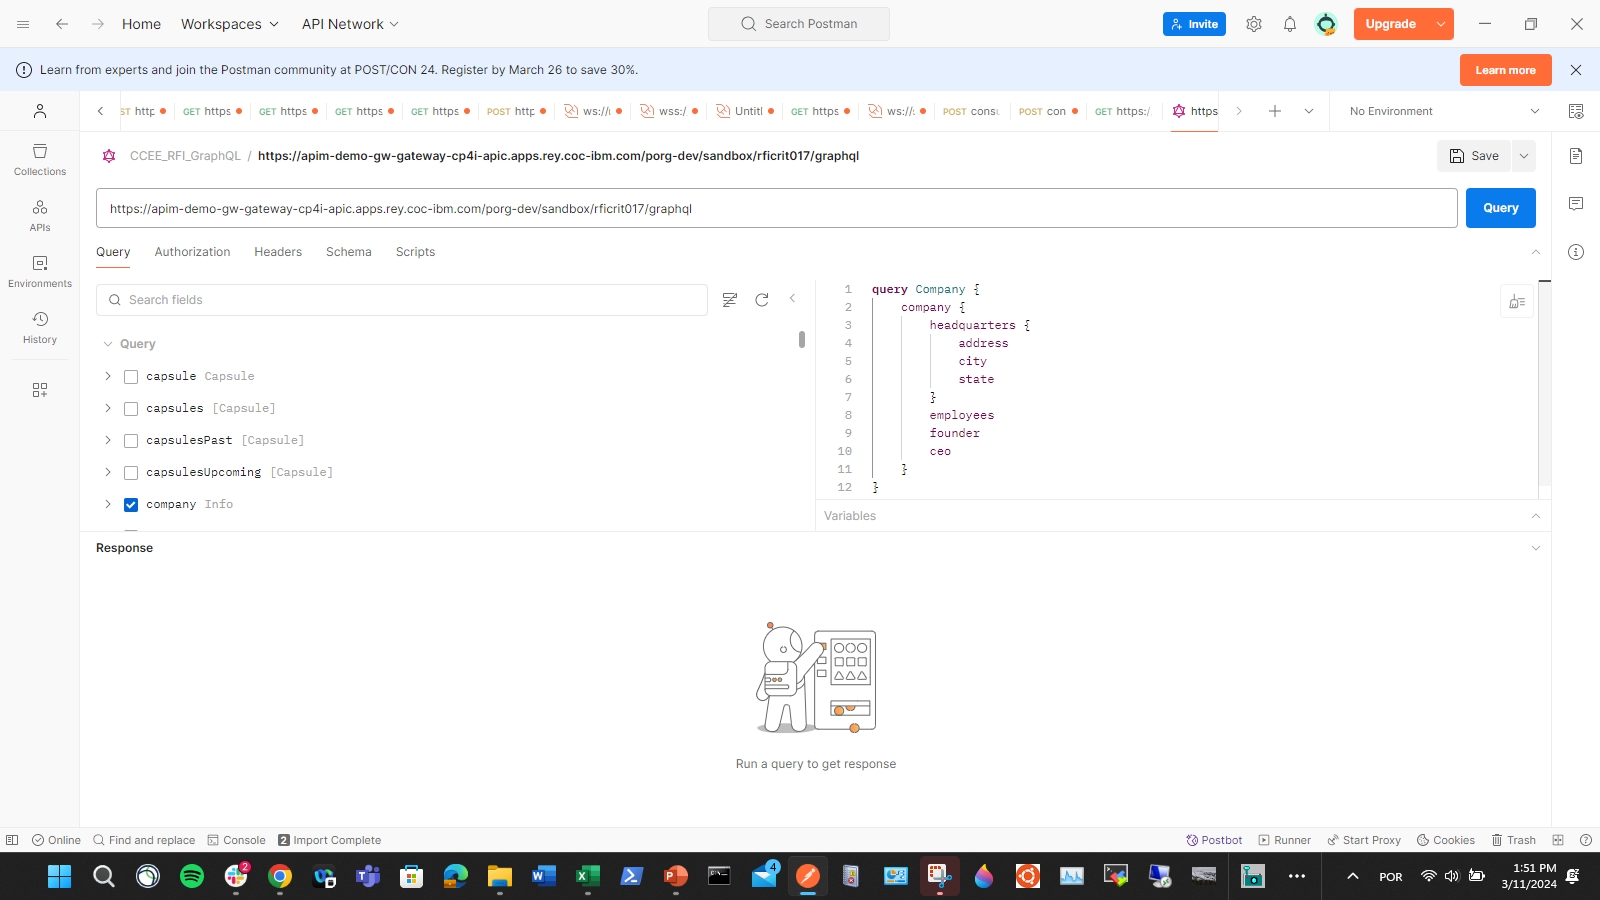 Home Workspaces API Network Search Postman Invite Upgrade
Learn from experts and join the Postman community at POST/CON 24. Register by March 26 to save 30%. Learn more
ST http GET https GET https GET https GET https POST http ws:// wss:/ Untitl GET https ws:// POST cons POST con GET https:/ https No Environment
CCEE_RFI_GraphQL / https://apim-demo-gw-gateway-cp4i-apic.apps.rey.coc-ibm.com/porg-dev/sandbox/rficrit017/graphql Save
https://apim-demo-gw-gateway-cp4i-apic.apps.rey.coc-ibm.com/porg-dev/sandbox/rficrit017/graphql Query
Collections
APIs
Environments
History
Query Authorization Headers Schema Scripts
Search fields
Query
capsule Capsule
capsules [Capsule]
capsulesPast [Capsule]
capsulesUpcoming [Capsule]
company Info
1 query Company {
2 company {
3 headquarters {
4 address
5 city
6 state
7 }
8 employees
9 founder
10 ceo
11 }
12 }
Variables
Response
Run a query to get response
Online Find and replace Console 2 Import Complete Postbot Runner Start Proxy Cookies Trash
2 4 POR 1:51 PM
3/11/2024